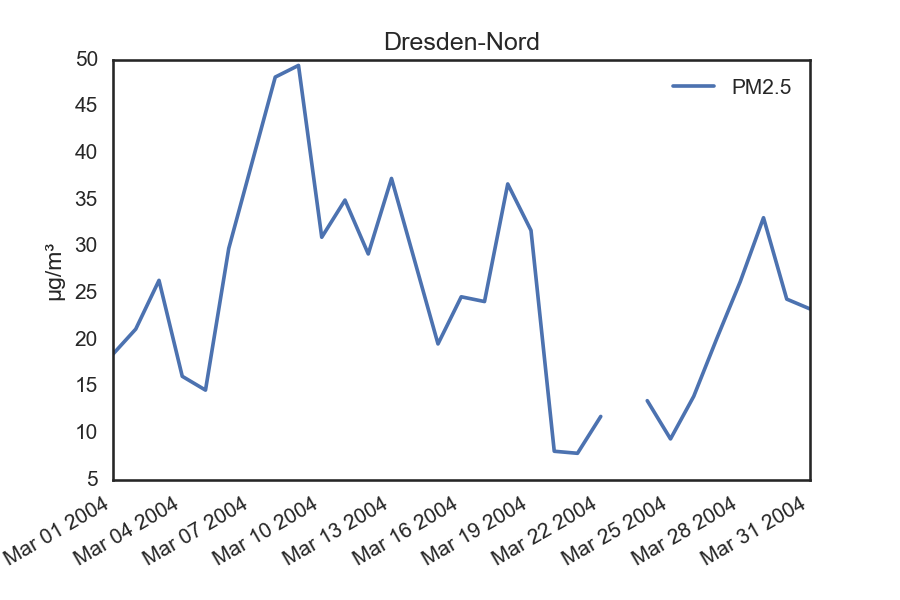 Dresden-Nord
PM2.5
µg/m³
50
45
40
35
30
25
20
15
10
5
Mar 01 2004
Mar 04 2004
Mar 07 2004
Mar 10 2004
Mar 13 2004
Mar 16 2004
Mar 19 2004
Mar 22 2004
Mar 25 2004
Mar 28 2004
Mar 31 2004